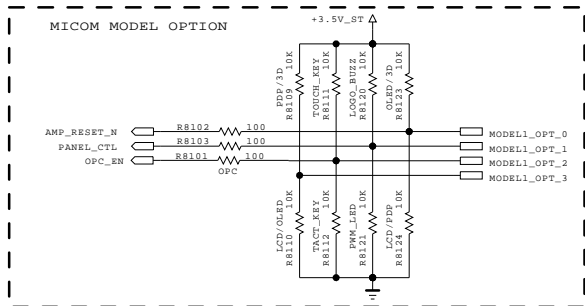 MICOM MODEL OPTION
+3.5V_ST
PDP/3D
R8109 10K
TOUCH_KEY
R8111 10K
LOGO_BUZZ
R8120 10K
OLED/3D
R8123 10K
AMP_RESET_N R8102 100 MODEL1_OPT_0
PANEL_CTL R8103 100 MODEL1_OPT_1
OPC_EN R8101 100 MODEL1_OPT_2
OPC
MODEL1_OPT_3
LCD/OLED
R8110 10K
TACT_KEY
R8112 10K
PWM_LED
R8121 10K
LCD/PDP
R8124 10K